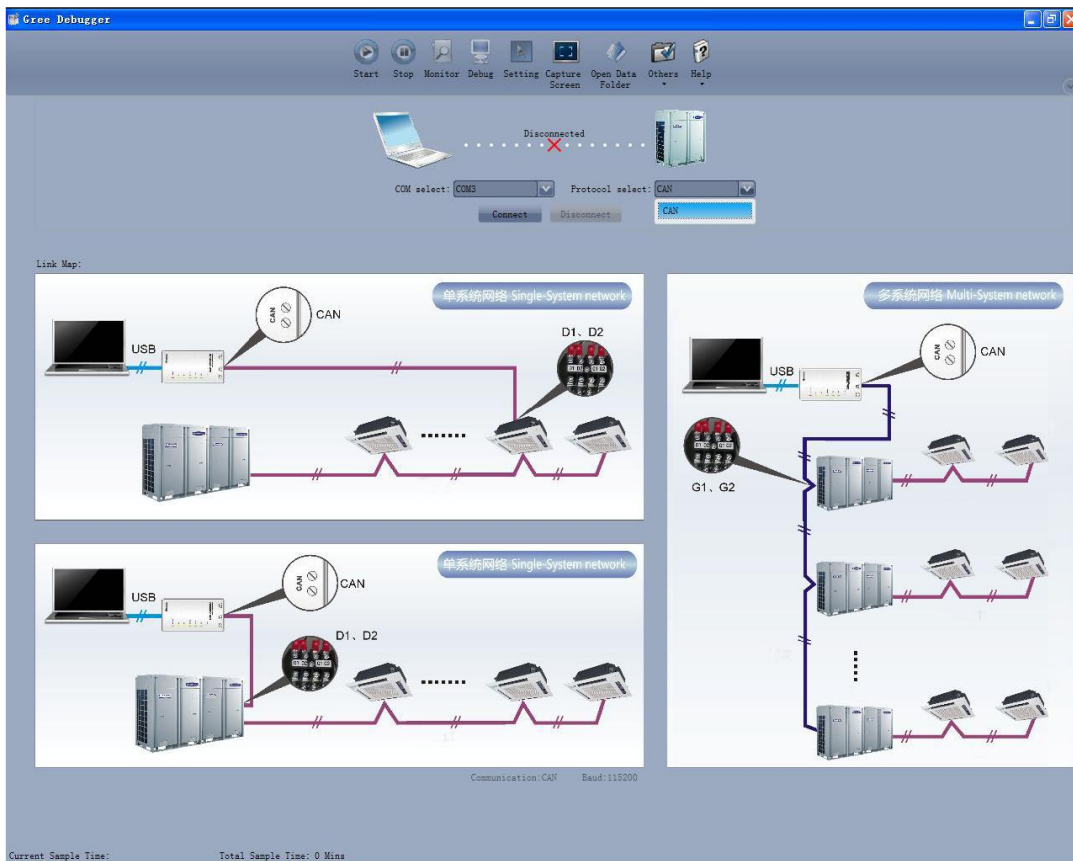 Gree Debugger
Start Stop Monitor Debug Setting Capture Screen Open Data Folder Others Help
Disconnected
COM select: COM3 Protocol select: CAN
Connect Disconnect CAN
Link Map:
单系统网络 Single-System network
CAN
CAN
USB
D1、D2
单系统网络 Single-System network
CAN
CAN
USB
D1、D2
多系统网络 Multi-System network
CAN
CAN
USB
G1、G2
Communication:CAN Baud:115200
Current Sample Time: Total Sample Time: 0 Mins